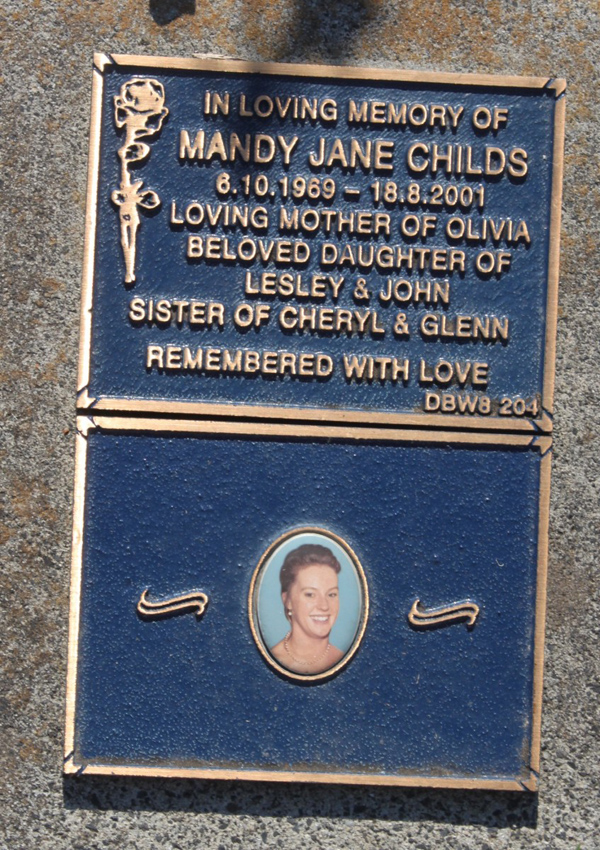 IN LOVING MEMORY OF
MANDY JANE CHILDS
6.10.1969 – 18.8.2001
LOVING MOTHER OF OLIVIA
BELOVED DAUGHTER OF
LESLEY & JOHN
SISTER OF CHERYL & GLENN
REMEMBERED WITH LOVE
DBW8 204